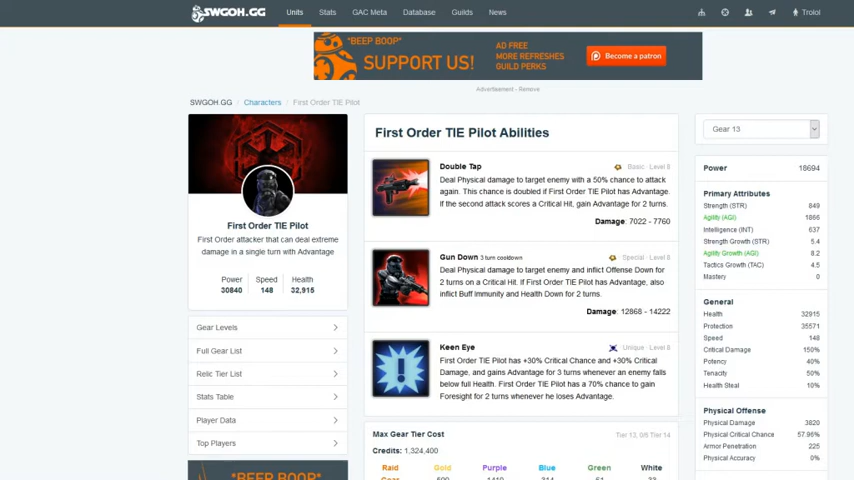 SWGOH.GG Units Stats GAC Meta Database Guilds News Trolol
*BEEP BOOP*
SUPPORT US!
AD FREE
MORE REFRESHES
GUILD PERKS
Become a patron
Advertisement - Remove
SWGOH.GG / Characters / First Order TIE Pilot
First Order TIE Pilot
First Order attacker that can deal extreme
damage in a single turn with Advantage
Power Speed Health
30840 148 32,915
Gear Levels
Full Gear List
Relic Tier List
Stats Table
Player Data
Top Players
*BEEP BOOP*
First Order TIE Pilot Abilities
Double Tap Basic · Level 8
Deal Physical damage to target enemy with a 50% chance to attack
again. This chance is doubled if First Order TIE Pilot has Advantage.
If the second attack scores a Critical Hit, gain Advantage for 2 turns.
Damage: 7022 - 7760
Gun Down 3 turn cooldown Special · Level 8
Deal Physical damage to target enemy and inflict Offense Down for
2 turns on a Critical Hit. If First Order TIE Pilot has Advantage, also
inflict Buff Immunity and Health Down for 2 turns.
Damage: 12868 - 14222
Keen Eye Unique · Level 8
First Order TIE Pilot has +30% Critical Chance and +30% Critical
Damage, and gains Advantage for 3 turns whenever an enemy falls
below full Health. First Order TIE Pilot has a 70% chance to gain
Foresight for 2 turns whenever he loses Advantage.
Max Gear Tier Cost Tier 13, 0/6 Tier 14
Credits: 1,324,400
Raid Gold Purple Blue Green White
Gear 500 1410 314 51 33
Gear 13
Power 18694
Primary Attributes
Strength (STR) 849
Agility (AGI) 1866
Intelligence (INT) 637
Strength Growth (STR) 5.4
Agility Growth (AGI) 8.2
Tactics Growth (TAC) 4.5
Mastery 0
General
Health 32915
Protection 35571
Speed 148
Critical Damage 150%
Potency 40%
Tenacity 50%
Health Steal 10%
Physical Offense
Physical Damage 3820
Physical Critical Chance 57.96%
Armor Penetration 225
Physical Accuracy 0%